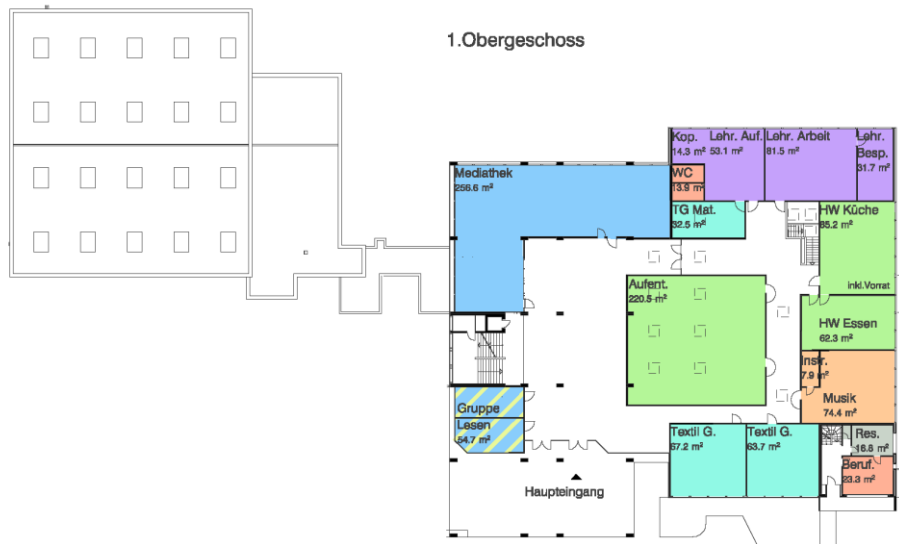 1.Obergeschoss
Kop.
14.3 m²
Lehr. Auf.
53.1 m²
Lehr. Arbeit
81.5 m²
Lehr.
Besp.
31.7 m²
Mediathek
256.6 m²
WC
13.9 m²
TG Mat.
32.5 m²
HW Küche
65.2 m²
inkl.Vorrat
Aufent.
220.5 m²
HW Essen
62.3 m²
Instr.
7.9 m²
Musik
74.4 m²
Gruppe
Lesen
54.7 m²
Textil G.
67.2 m²
Textil G.
63.7 m²
Res.
16.8 m²
Beruf.
23.3 m²
Haupteingang